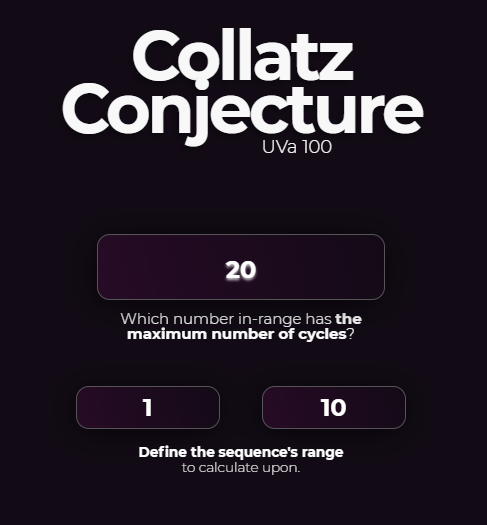 Collatz
Conjecture
UVa 100
20
Which number in-range has the
maximum number of cycles?
1 10
Define the sequence's range
to calculate upon.